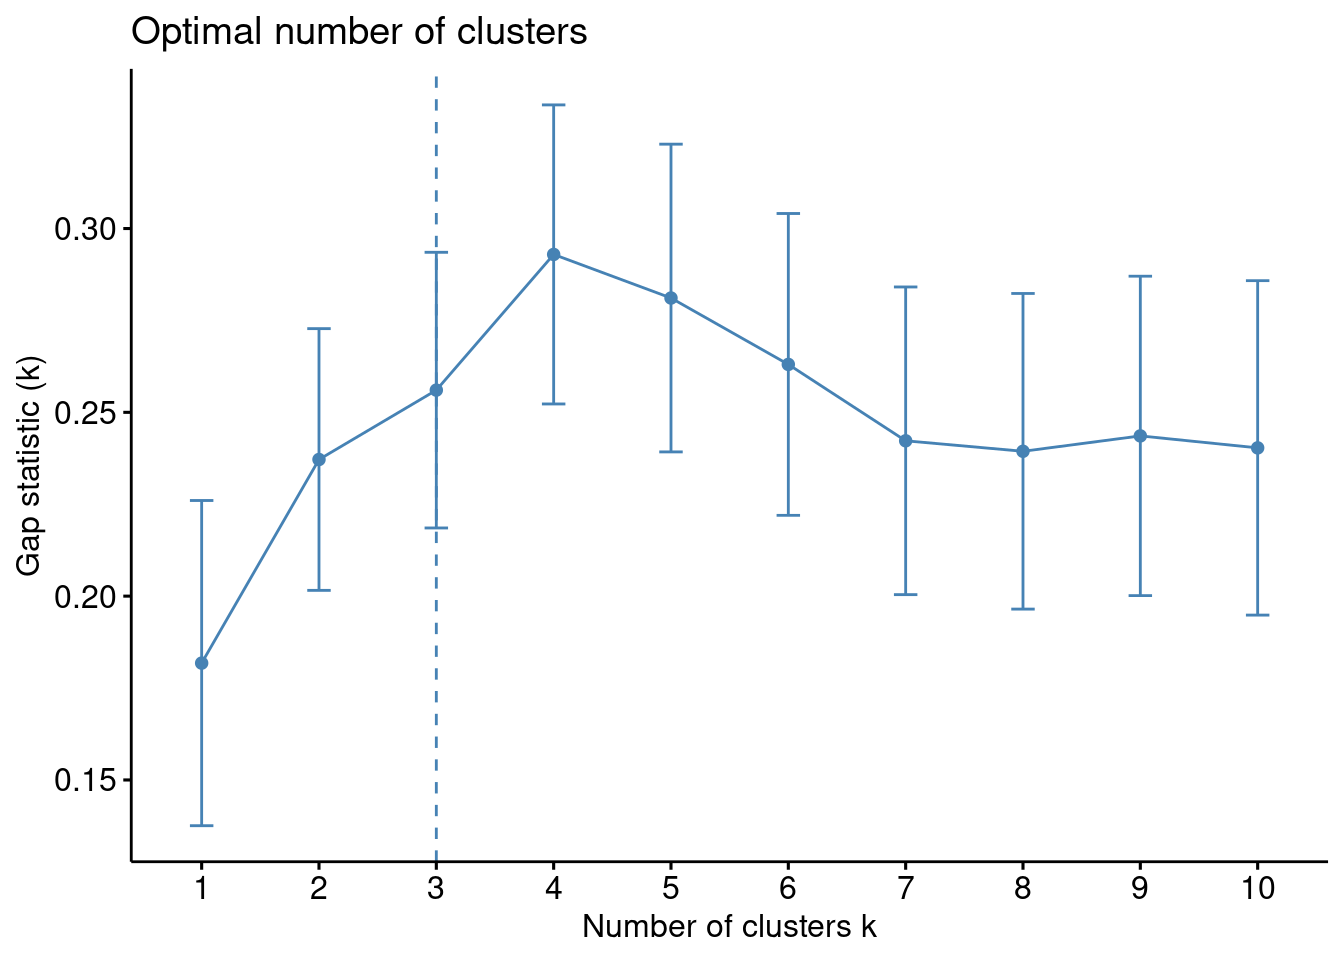 Optimal number of clusters
Gap statistic (k)
0.30
0.25
0.20
0.15
1 2 3 4 5 6 7 8 9 10
Number of clusters k